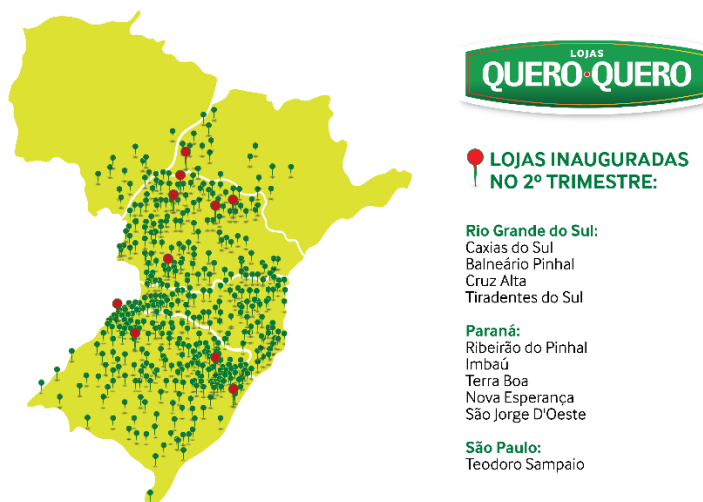 LOJAS
QUERO•QUERO
LOJAS INAUGURADAS
NO 2º TRIMESTRE:
Rio Grande do Sul:
Caxias do Sul
Balneário Pinhal
Cruz Alta
Tiradentes do Sul
Paraná:
Ribeirão do Pinhal
Imbaú
Terra Boa
Nova Esperança
São Jorge D'Oeste
São Paulo:
Teodoro Sampaio